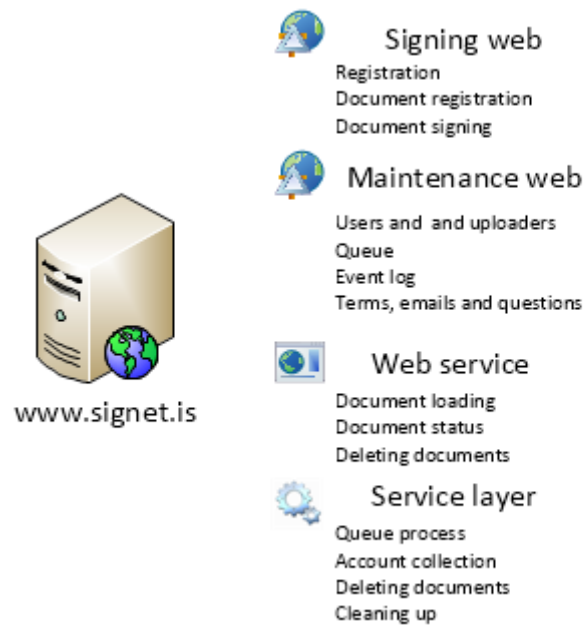 Signing web
Registration
Document registration
Document signing
Maintenance web
Users and and uploaders
Queue
Event log
Terms, emails and questions
www.signet.is
Web service
Document loading
Document status
Deleting documents
Service layer
Queue process
Account collection
Deleting documents
Cleaning up